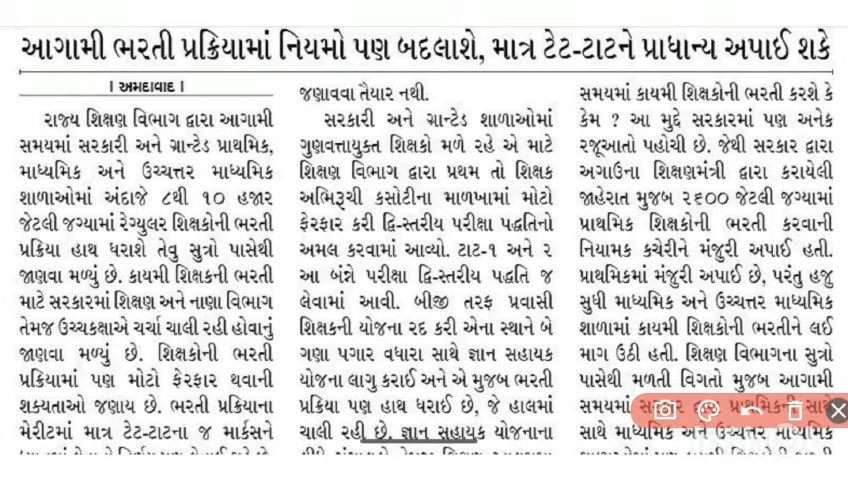 આગામી ભરતી પ્રક્રિયામાં નિયમો પણ બદલાશે, માત્ર ટેટ-ટાટને પ્રાધાન્ય અપાઈ શકે
। અમદાવાદ ।
રાજ્ય શિક્ષણ વિભાગ દ્વારા આગામી
સમયમાં સરકારી અને ગ્રાન્ટેડ પ્રાથમિક,
માધ્યમિક અને ઉચ્ચત્તર માધ્યમિક
શાળાઓમાં અંદાજે ૮થી ૧૦ હજાર
જેટલી જગ્યામાં રેગ્યુલર શિક્ષકોની ભરતી
પ્રક્રિયા હાથ ધરાશે તેવુ સુત્રો પાસેથી
જાણવા મળ્યું છે. કાયમી શિક્ષકની ભરતી
માટે સરકારમાં શિક્ષણ અને નાણા વિભાગ
તેમજ ઉચ્ચકક્ષાએ ચર્ચા ચાલી રહી હોવાનું
જાણવા મળ્યું છે. શિક્ષકોની ભરતી
પ્રક્રિયામાં પણ મોટો ફેરફાર થવાની
શક્યતાઓ જણાય છે. ભરતી પ્રક્રિયાના
મેરીટમાં માત્ર ટેટ-ટાટના જ માર્કસને
જણાવવા તૈયાર નથી.
સરકારી અને ગ્રાન્ટેડ શાળાઓમાં
ગુણવત્તાયુક્ત શિક્ષકો મળે રહે એ માટે
શિક્ષણ વિભાગ દ્વારા પ્રથમ તો શિક્ષક
અભિરૂચી કસોટીના માળખામાં મોટો
ફેરફાર કરી દ્વિ-સ્તરીય પરીક્ષા પદ્ધતિનો
અમલ કરવામાં આવ્યો. ટાટ-૧ અને ૨
આ બંન્ને પરીક્ષા દ્વિ-સ્તરીય પદ્ધતિ જ
લેવામાં આવી. બીજી તરફ પ્રવાસી
શિક્ષકની યોજના રદ કરી એના સ્થાને બે
ગણા પગાર વધારા સાથે જ્ઞાન સહાયક
યોજના લાગુ કરાઈ અને એ મુજબ ભરતી
પ્રક્રિયા પણ હાથ ધરાઈ છે, જે હાલમાં
ચાલી રહી છે. જ્ઞાન સહાયક યોજનાના
સમયમાં કાયમી શિક્ષકોની ભરતી કરશે કે
કેમ ? આ મુદ્દે સરકારમાં પણ અનેક
રજૂઆતો પહોચી છે. જેથી સરકાર દ્વારા
અગાઉના શિક્ષણમંત્રી દ્વારા કરાયેલી
જાહેરાત મુજબ ૨૬૦૦ જેટલી જગ્યામાં
પ્રાથમિક શિક્ષકોની ભરતી કરવાની
નિયામક કચેરીને મંજુરી અપાઈ હતી.
પ્રાથમિકમાં મંજુરી અપાઈ છે, પરંતુ હજુ
સુધી માધ્યમિક અને ઉચ્ચત્તર માધ્યમિક
શાળામાં કાયમી શિક્ષકોની ભરતીને લઈ
માગ ઉઠી હતી. શિક્ષણ વિભાગના સુત્રો
પાસેથી મળતી વિગતો મુજબ આગામી
સમયમાં સરકાર દ્વારા પ્રાથમિકની સાથે
સાથે માધ્યમિક અને ઉચ્ચત્તર માધ્યમિક